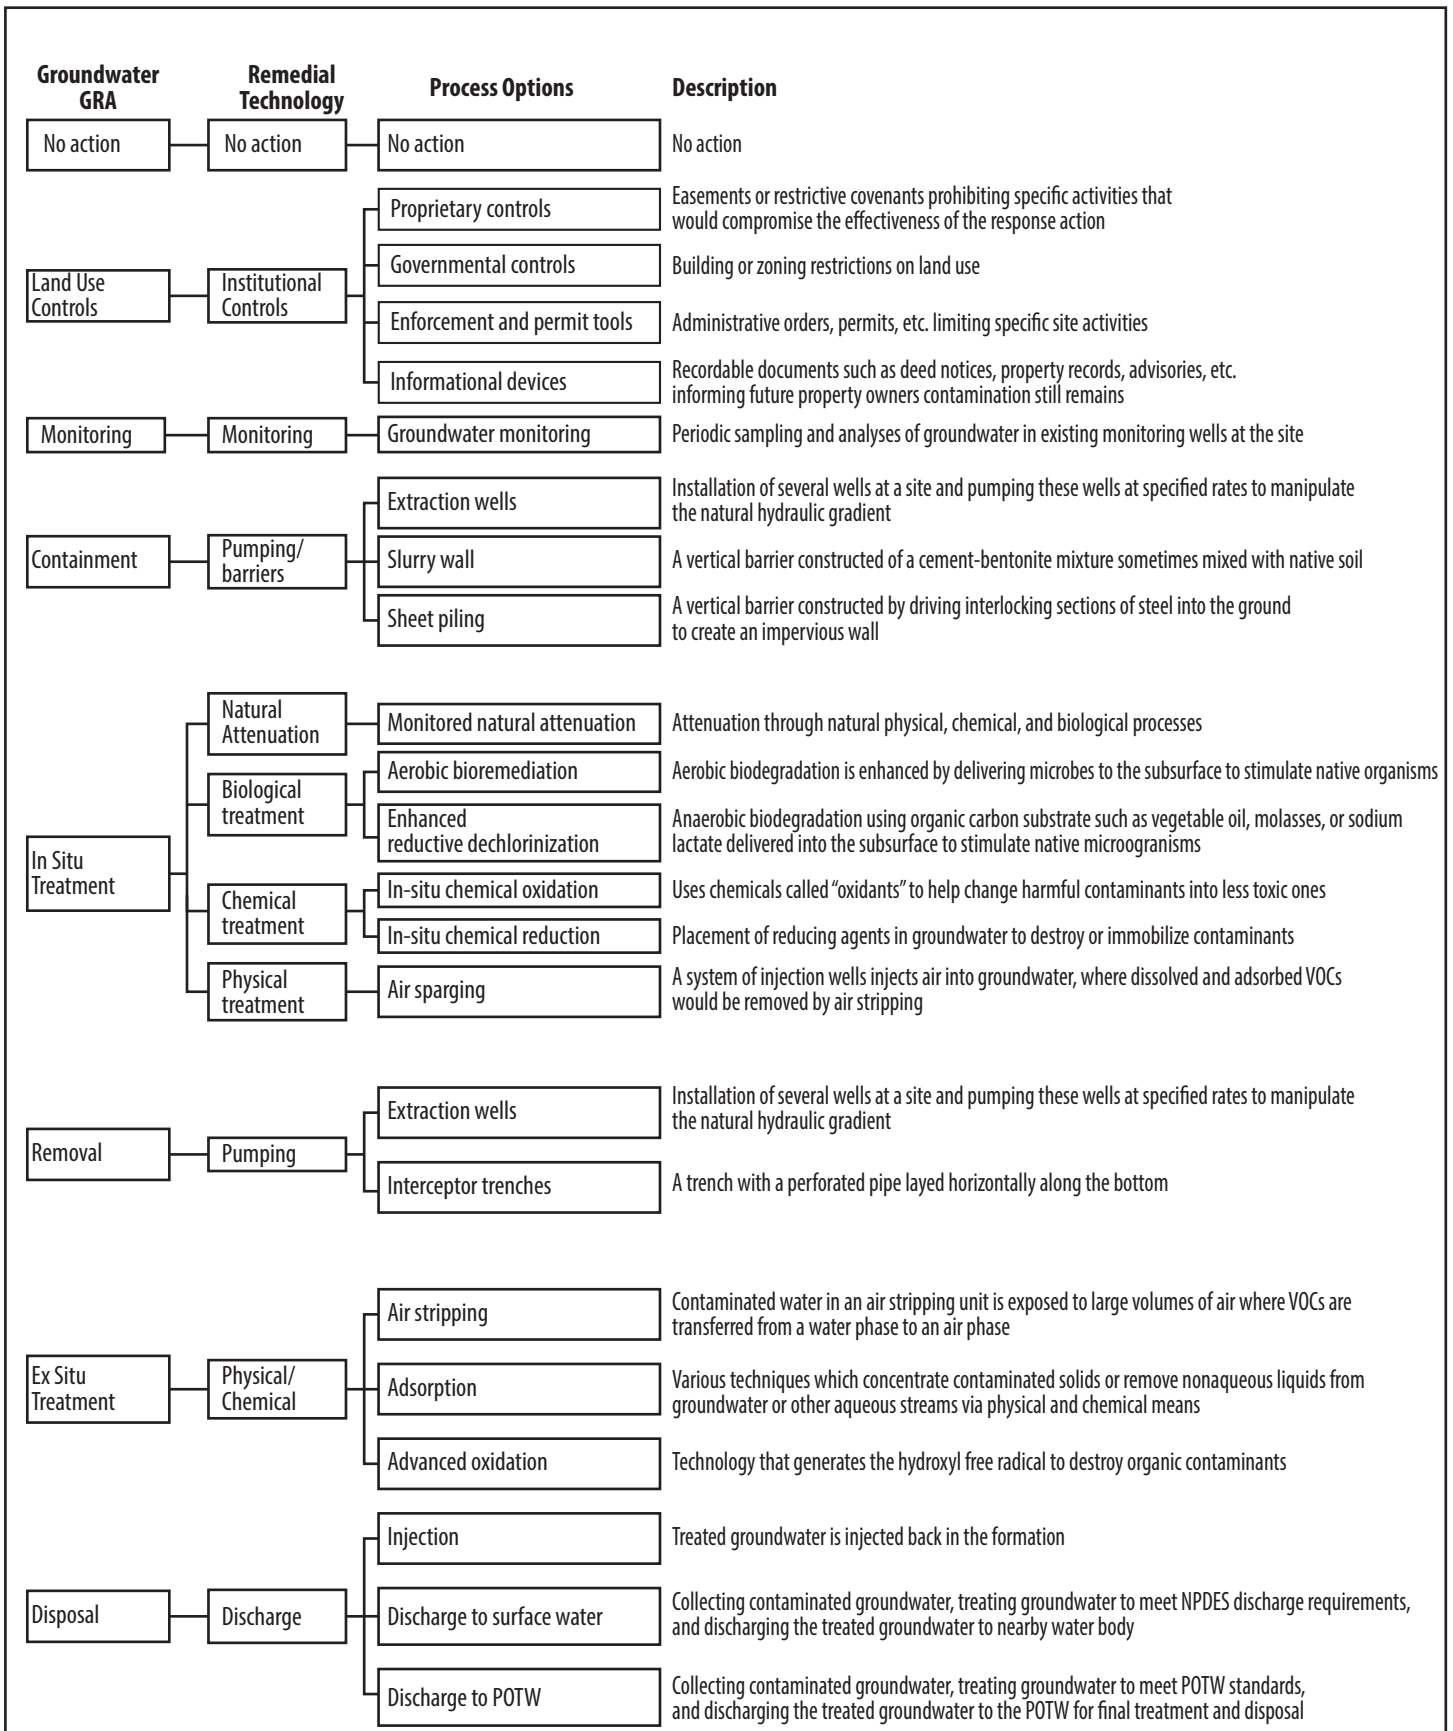 Groundwater
GRA
Remedial
Technology
Process Options
Description
No action
No action
No action
No action
Land Use
Controls
Institutional
Controls
Proprietary controls
Easements or restrictive covenants prohibiting specific activities that
would compromise the effectiveness of the response action
Governmental controls
Building or zoning restrictions on land use
Enforcement and permit tools
Administrative orders, permits, etc. limiting specific site activities
Informational devices
Recordable documents such as deed notices, property records, advisories, etc.
informing future property owners contamination still remains
Monitoring
Monitoring
Groundwater monitoring
Periodic sampling and analyses of groundwater in existing monitoring wells at the site
Containment
Pumping/
barriers
Extraction wells
Installation of several wells at a site and pumping these wells at specified rates to manipulate
the natural hydraulic gradient
Slurry wall
A vertical barrier constructed of a cement-bentonite mixture sometimes mixed with native soil
Sheet piling
A vertical barrier constructed by driving interlocking sections of steel into the ground
to create an impervious wall
In Situ
Treatment
Natural
Attenuation
Monitored natural attenuation
Attenuation through natural physical, chemical, and biological processes
Biological
treatment
Aerobic bioremediation
Aerobic biodegradation is enhanced by delivering microbes to the subsurface to stimulate native organisms
Enhanced
reductive dechlorinization
Anaerobic biodegradation using organic carbon substrate such as vegetable oil, molasses, or sodium
lactate delivered into the subsurface to stimulate native microogranisms
Chemical
treatment
In-situ chemical oxidation
Uses chemicals called “oxidants” to help change harmful contaminants into less toxic ones
In-situ chemical reduction
Placement of reducing agents in groundwater to destroy or immobilize contaminants
Physical
treatment
Air sparging
A system of injection wells injects air into groundwater, where dissolved and adsorbed VOCs
would be removed by air stripping
Removal
Pumping
Extraction wells
Installation of several wells at a site and pumping these wells at specified rates to manipulate
the natural hydraulic gradient
Interceptor trenches
A trench with a perforated pipe layed horizontally along the bottom
Ex Situ
Treatment
Physical/
Chemical
Air stripping
Contaminated water in an air stripping unit is exposed to large volumes of air where VOCs are
transferred from a water phase to an air phase
Adsorption
Various techniques which concentrate contaminated solids or remove nonaqueous liquids from
groundwater or other aqueous streams via physical and chemical means
Advanced oxidation
Technology that generates the hydroxyl free radical to destroy organic contaminants
Disposal
Discharge
Injection
Treated groundwater is injected back in the formation
Discharge to surface water
Collecting contaminated groundwater, treating groundwater to meet NPDES discharge requirements,
and discharging the treated groundwater to nearby water body
Discharge to POTW
Collecting contaminated groundwater, treating groundwater to meet POTW standards,
and discharging the treated groundwater to the POTW for final treatment and disposal